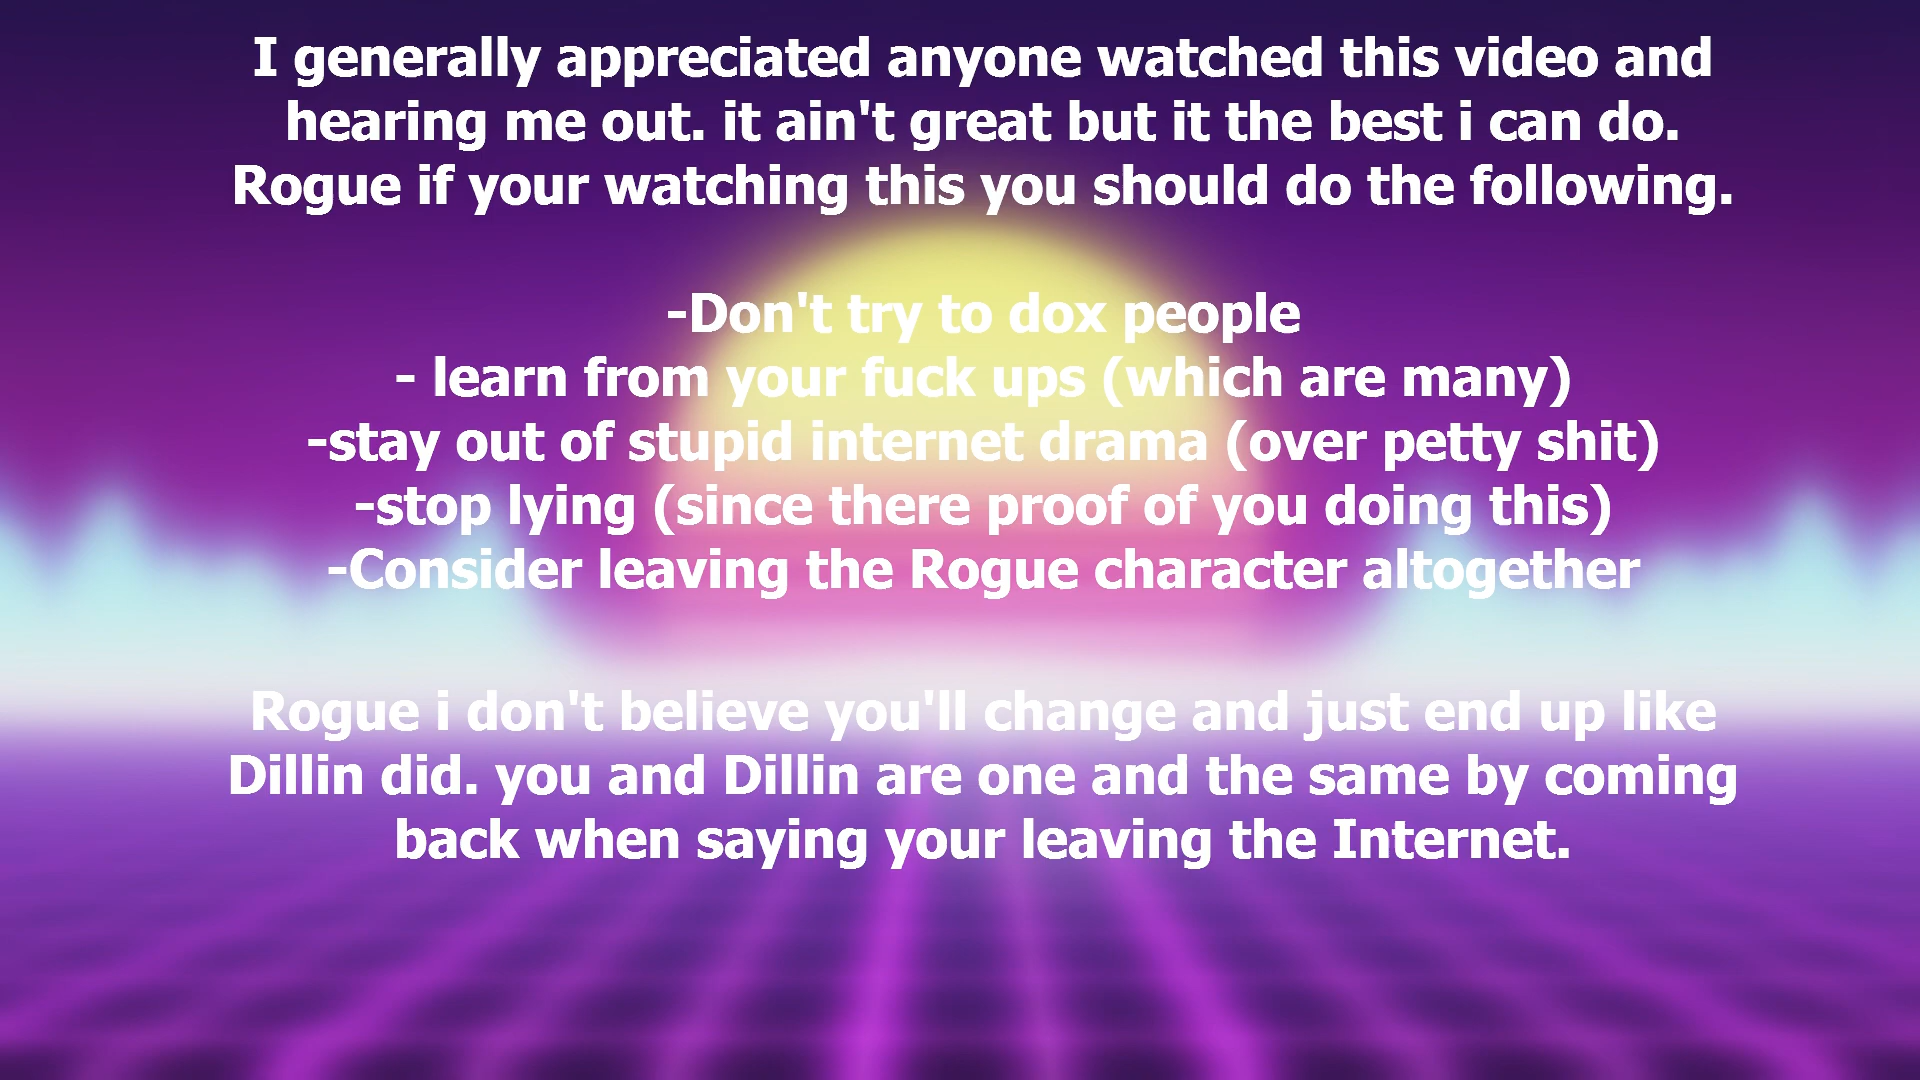 I generally appreciated anyone watched this video and
hearing me out. it ain't great but it the best i can do.
Rogue if your watching this you should do the following.
-Don't try to dox people
- learn from your fuck ups (which are many)
-stay out of stupid internet drama (over petty shit)
-stop lying (since there proof of you doing this)
-Consider leaving the Rogue character altogether
Rogue i don't believe you'll change and just end up like
Dillin did. you and Dillin are one and the same by coming
back when saying your leaving the Internet.